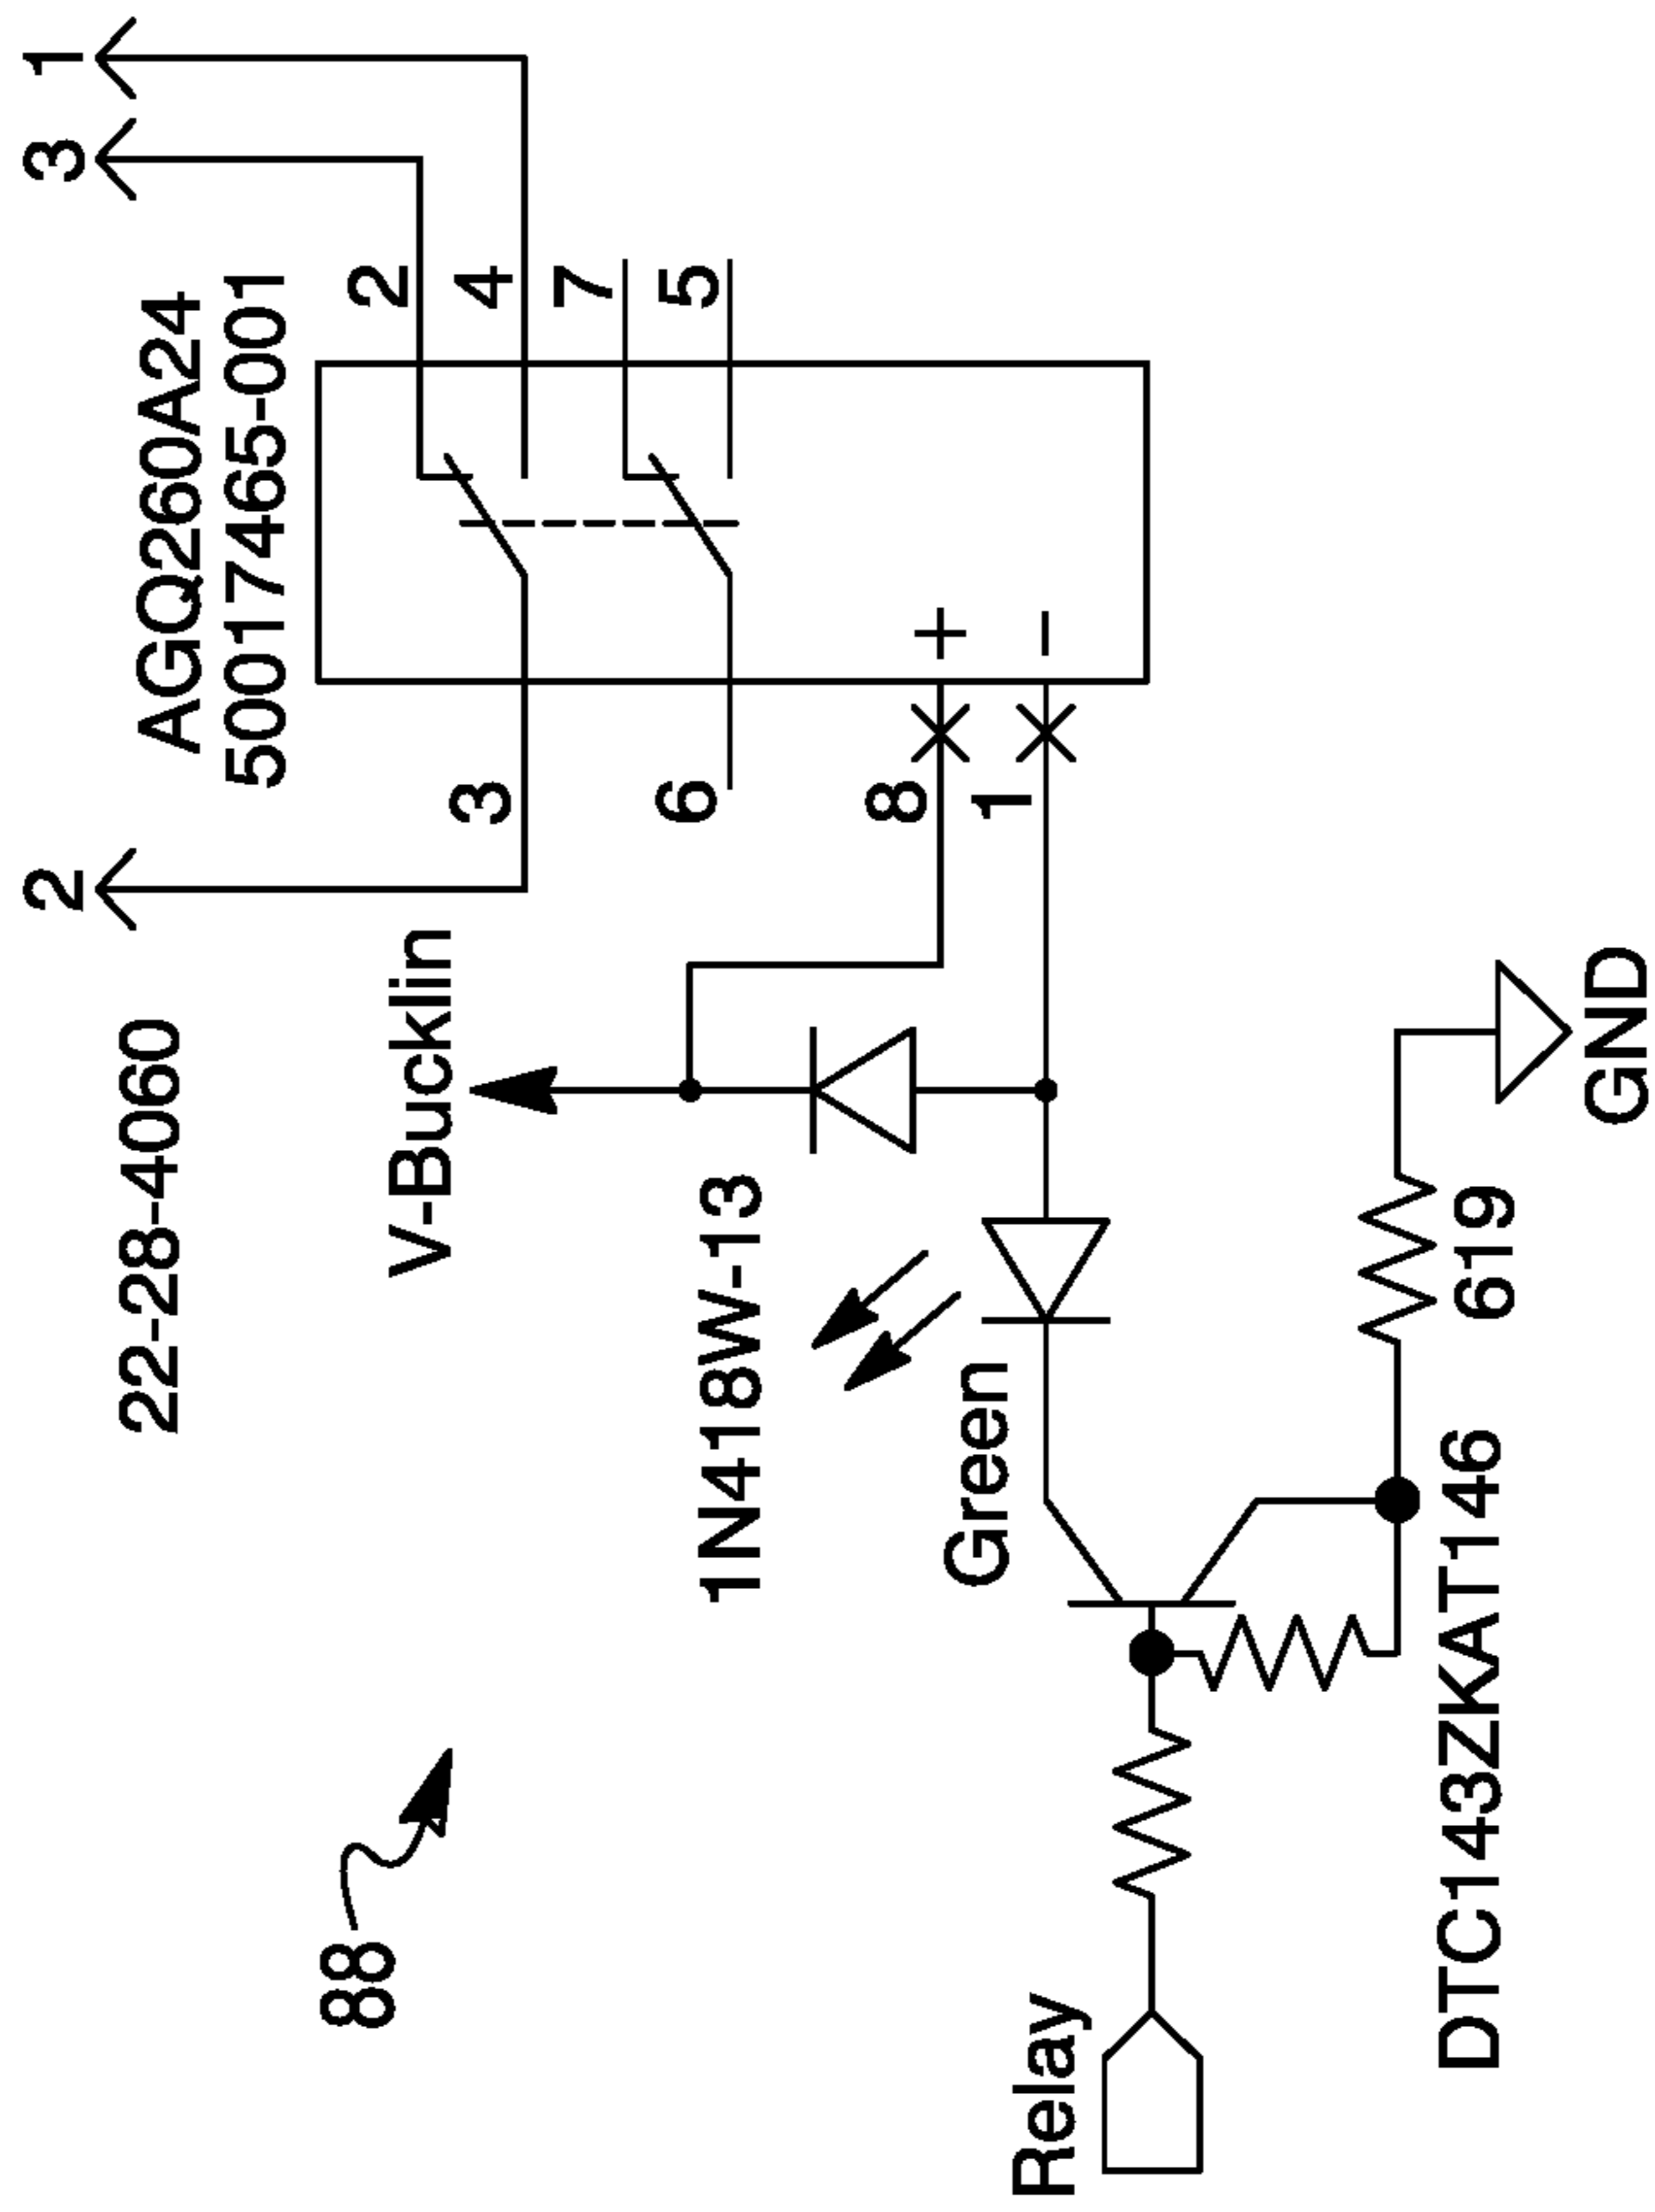 1
3
2
22-28-4060
AGQ260A24
50017465-001
2
4
7
5
3
6
8
1
+
-
V-Bucklin
1N418W-13
Green
88
Relay
DTC143ZKAT146
619
GND